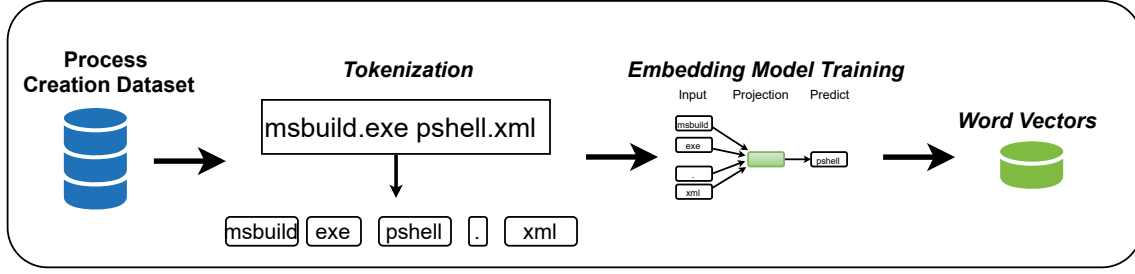 Process
Creation Dataset
Tokenization
msbuild.exe pshell.xml
msbuild exe pshell . xml
Embedding Model Training
Input Projection Predict
msbuild
exe
.
xml
pshell
Word Vectors